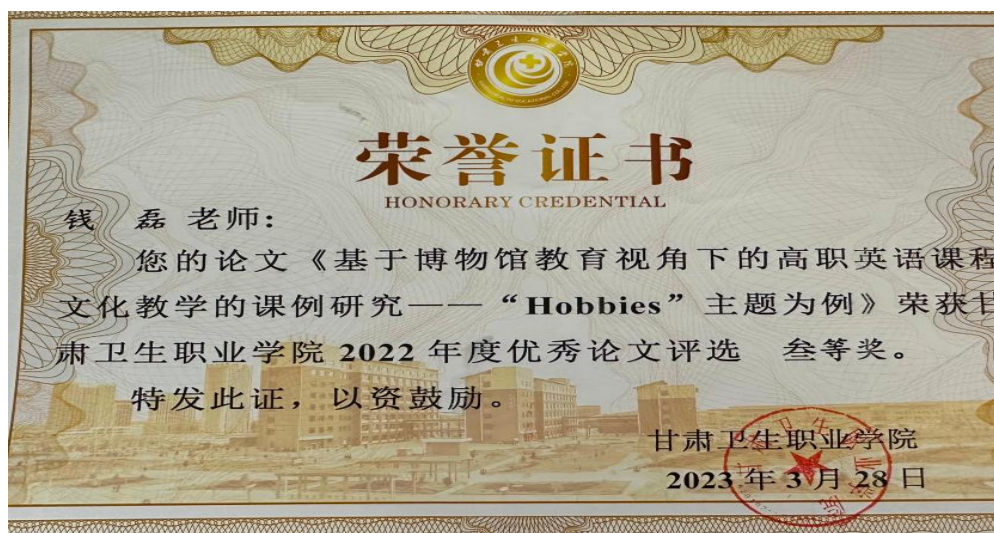 荣誉证书
HONORARY CREDENTIAL
钱 磊 老师：
您的论文《基于博物馆教育视角下的高职英语课程
文化教学的课例研究——“Hobbies”主题为例》荣获甘
肃卫生职业学院 2022 年度优秀论文评选 叁等奖。
特发此证，以资鼓励。
甘肃卫生职业学院
2023 年 3 月 28 日